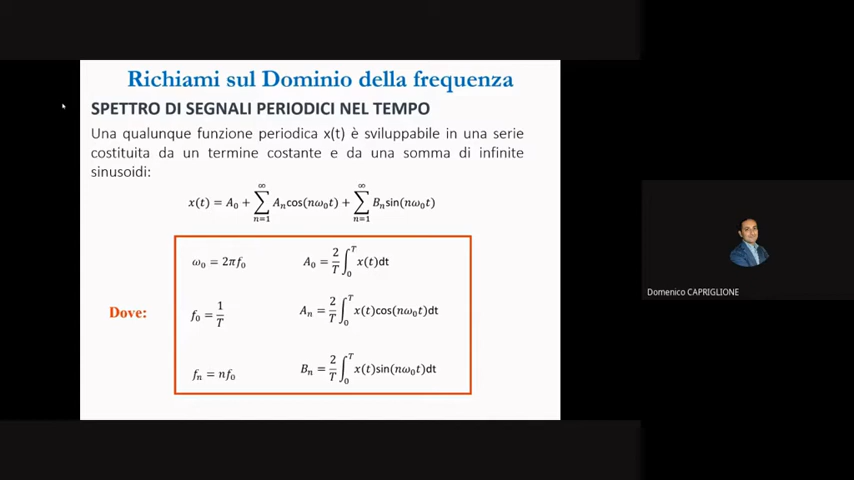 Richiami sul Dominio della frequenza
SPETTRO DI SEGNALI PERIODICI NEL TEMPO
Una qualunque funzione periodica x(t) è sviluppabile in una serie
costituita da un termine costante e da una somma di infinite
sinusoidi:
x(t) = A₀ + ∑_{n=1}^{∞} Aₙcos(nω₀t) + ∑_{n=1}^{∞} Bₙsin(nω₀t)
Dove:
ω₀ = 2πf₀
A₀ = 2/T ∫₀ᵀ x(t)dt
f₀ = 1/T
Aₙ = 2/T ∫₀ᵀ x(t)cos(nω₀t)dt
fₙ = nf₀
Bₙ = 2/T ∫₀ᵀ x(t)sin(nω₀t)dt
Domenico CAPRIGLIONE